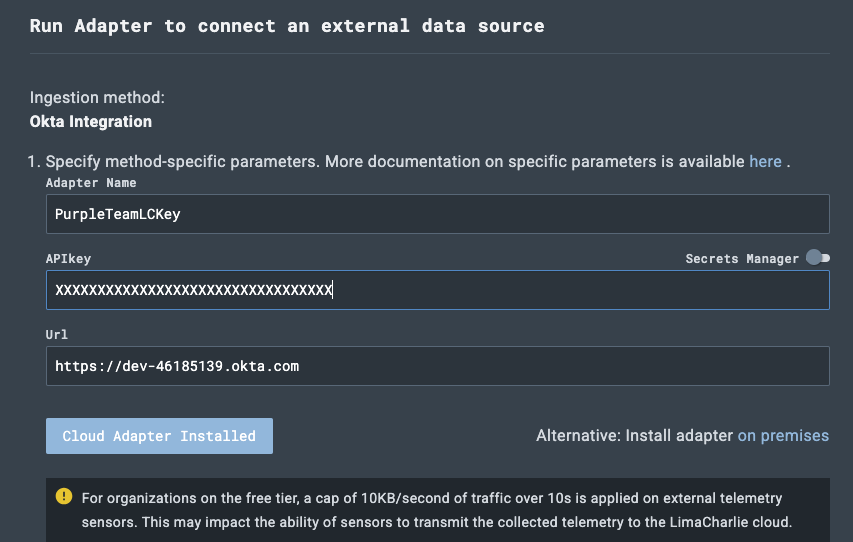 Run Adapter to connect an external data source
Ingestion method:
Okta Integration
1. Specify method-specific parameters. More documentation on specific parameters is available here .
Adapter Name
PurpleTeamLCKey
APIkey
Secrets Manager
XXXXXXXXXXXXXXXXXXXXXXXXXXXXXXXXX
Url
https://dev-46185139.okta.com
Cloud Adapter Installed
Alternative: Install adapter on premises
For organizations on the free tier, a cap of 10KB/second of traffic over 10s is applied on external telemetry
sensors. This may impact the ability of sensors to transmit the collected telemetry to the LimaCharlie cloud.